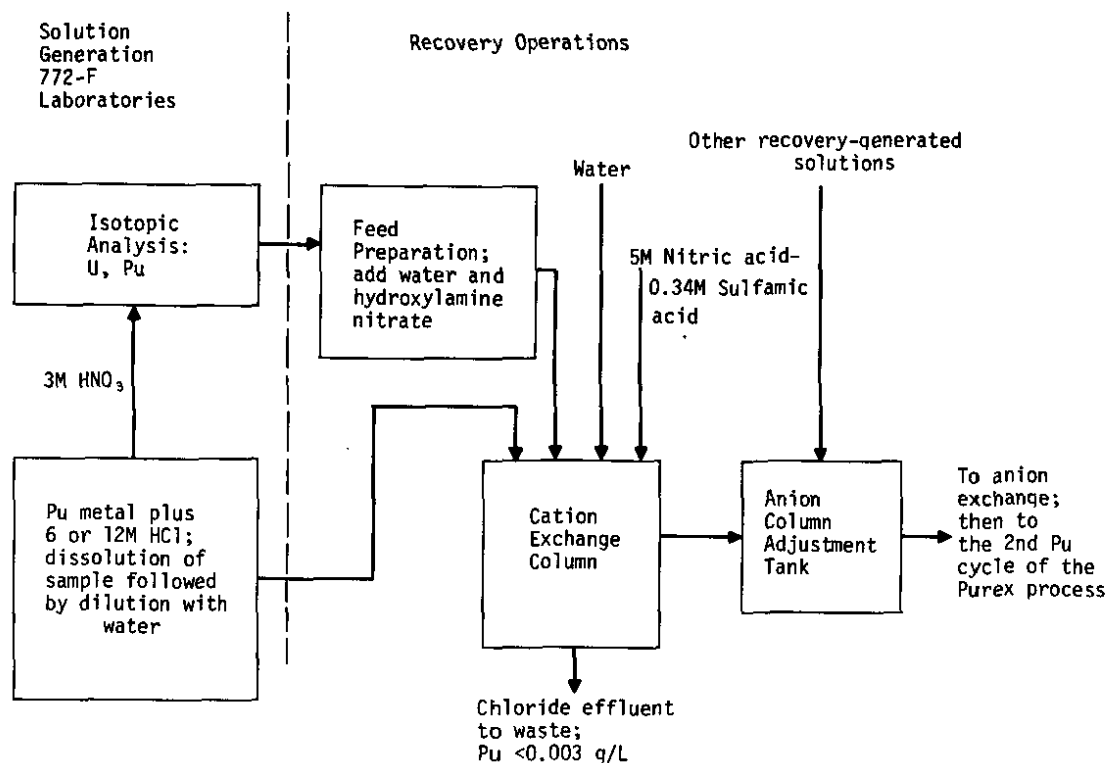 Solution
Generation
772-F
Laboratories
Recovery Operations
Other recovery-generated
solutions
Water
Isotopic
Analysis:
U, Pu
Feed
Preparation;
add water and
hydroxylamine
nitrate
5M Nitric acid-
0.34M Sulfamic
acid
3M HNO₃
Pu metal plus
6 or 12M HCl;
dissolution of
sample followed
by dilution with
water
Cation
Exchange
Column
Anion
Column
Adjustment
Tank
To anion
exchange;
then to
the 2nd Pu
cycle of the
Purex process
Chloride effluent
to waste;
Pu <0.003 g/L